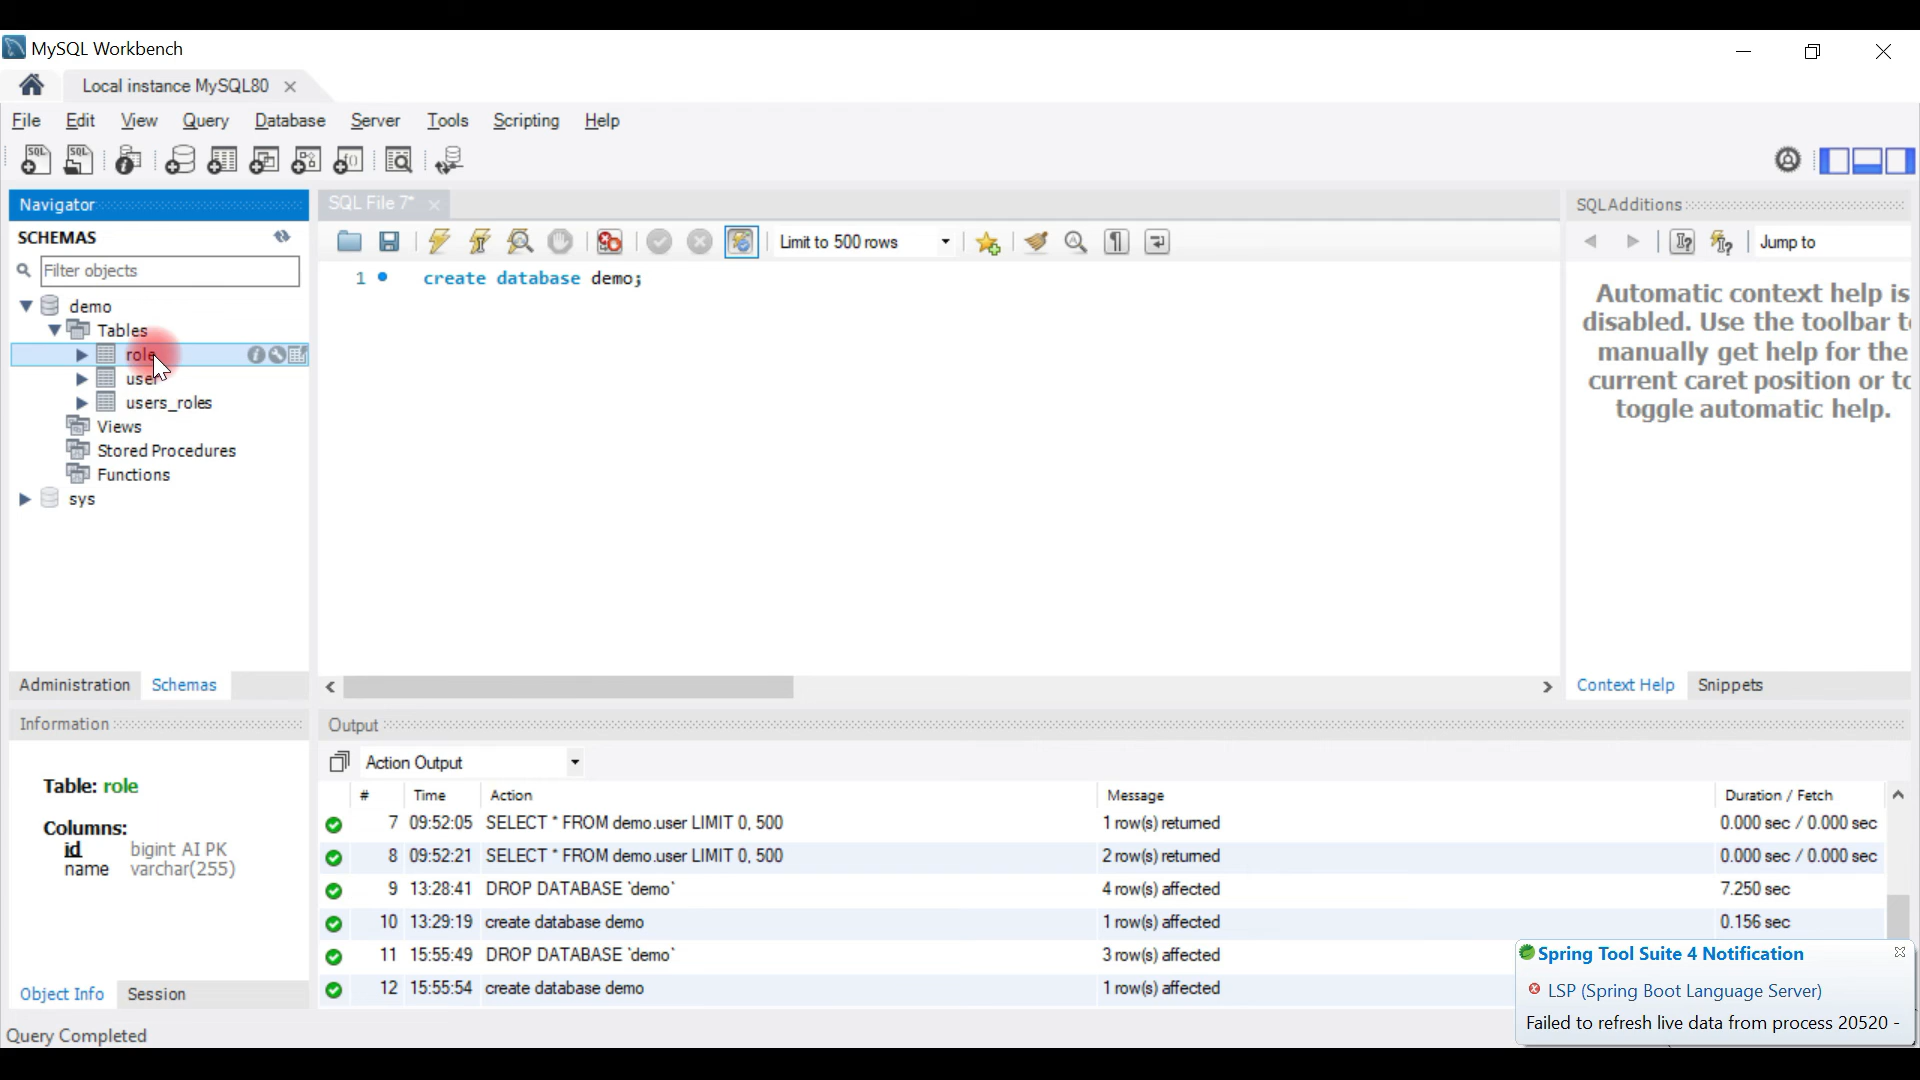 MySQL Workbench
Local instance MySQL80
File Edit View Query Database Server Tools Scripting Help
Navigator
SCHEMAS
Filter objects
demo
Tables
role
user
users_roles
Views
Stored Procedures
Functions
sys
Administration Schemas
Information
Table: role
Columns:
id bigint AI PK
name varchar(255)
Object Info Session
Query Completed
SQL File 7*
Limit to 500 rows
1 create database demo;
SQLAdditions
Jump to
Automatic context help is
disabled. Use the toolbar t
manually get help for the
current caret position or to
toggle automatic help.
Context Help Snippets
Output
Action Output
# Time Action Message Duration / Fetch
7 09:52:05 SELECT * FROM demo.user LIMIT 0, 500 1 row(s) returned 0.000 sec / 0.000 sec
8 09:52:21 SELECT * FROM demo.user LIMIT 0, 500 2 row(s) returned 0.000 sec / 0.000 sec
9 13:28:41 DROP DATABASE `demo` 4 row(s) affected 7.250 sec
10 13:29:19 create database demo 1 row(s) affected 0.156 sec
11 15:55:49 DROP DATABASE `demo` 3 row(s) affected
12 15:55:54 create database demo 1 row(s) affected
Spring Tool Suite 4 Notification
LSP (Spring Boot Language Server)
Failed to refresh live data from process 20520 -